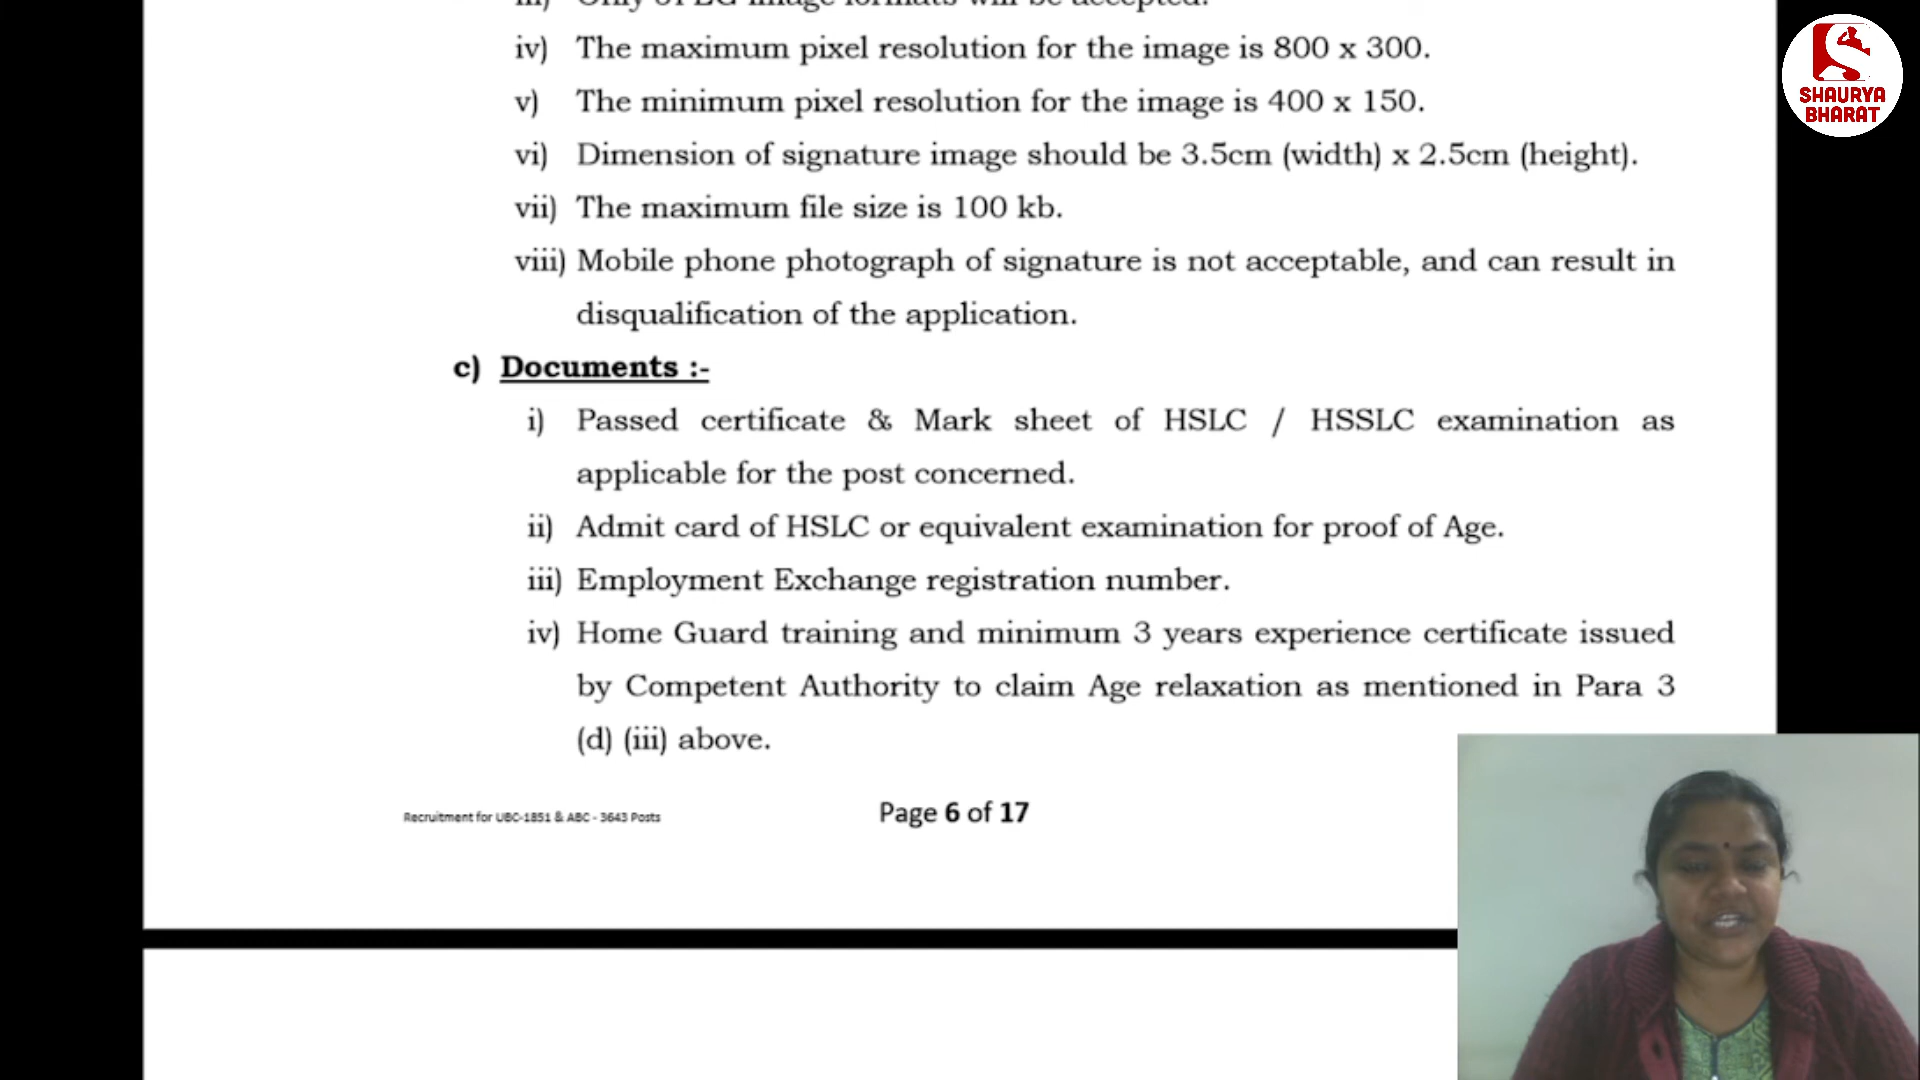 iv) The maximum pixel resolution for the image is 800 x 300.
v) The minimum pixel resolution for the image is 400 x 150.
vi) Dimension of signature image should be 3.5cm (width) x 2.5cm (height).
vii) The maximum file size is 100 kb.
viii) Mobile phone photograph of signature is not acceptable, and can result in
disqualification of the application.
c) Documents :-
i) Passed certificate & Mark sheet of HSLC / HSSLC examination as
applicable for the post concerned.
ii) Admit card of HSLC or equivalent examination for proof of Age.
iii) Employment Exchange registration number.
iv) Home Guard training and minimum 3 years experience certificate issued
by Competent Authority to claim Age relaxation as mentioned in Para 3
(d) (iii) above.
Recruitment for UBC-1851 & ABC - 3643 Posts
Page 6 of 17
SHAURYA
BHARAT